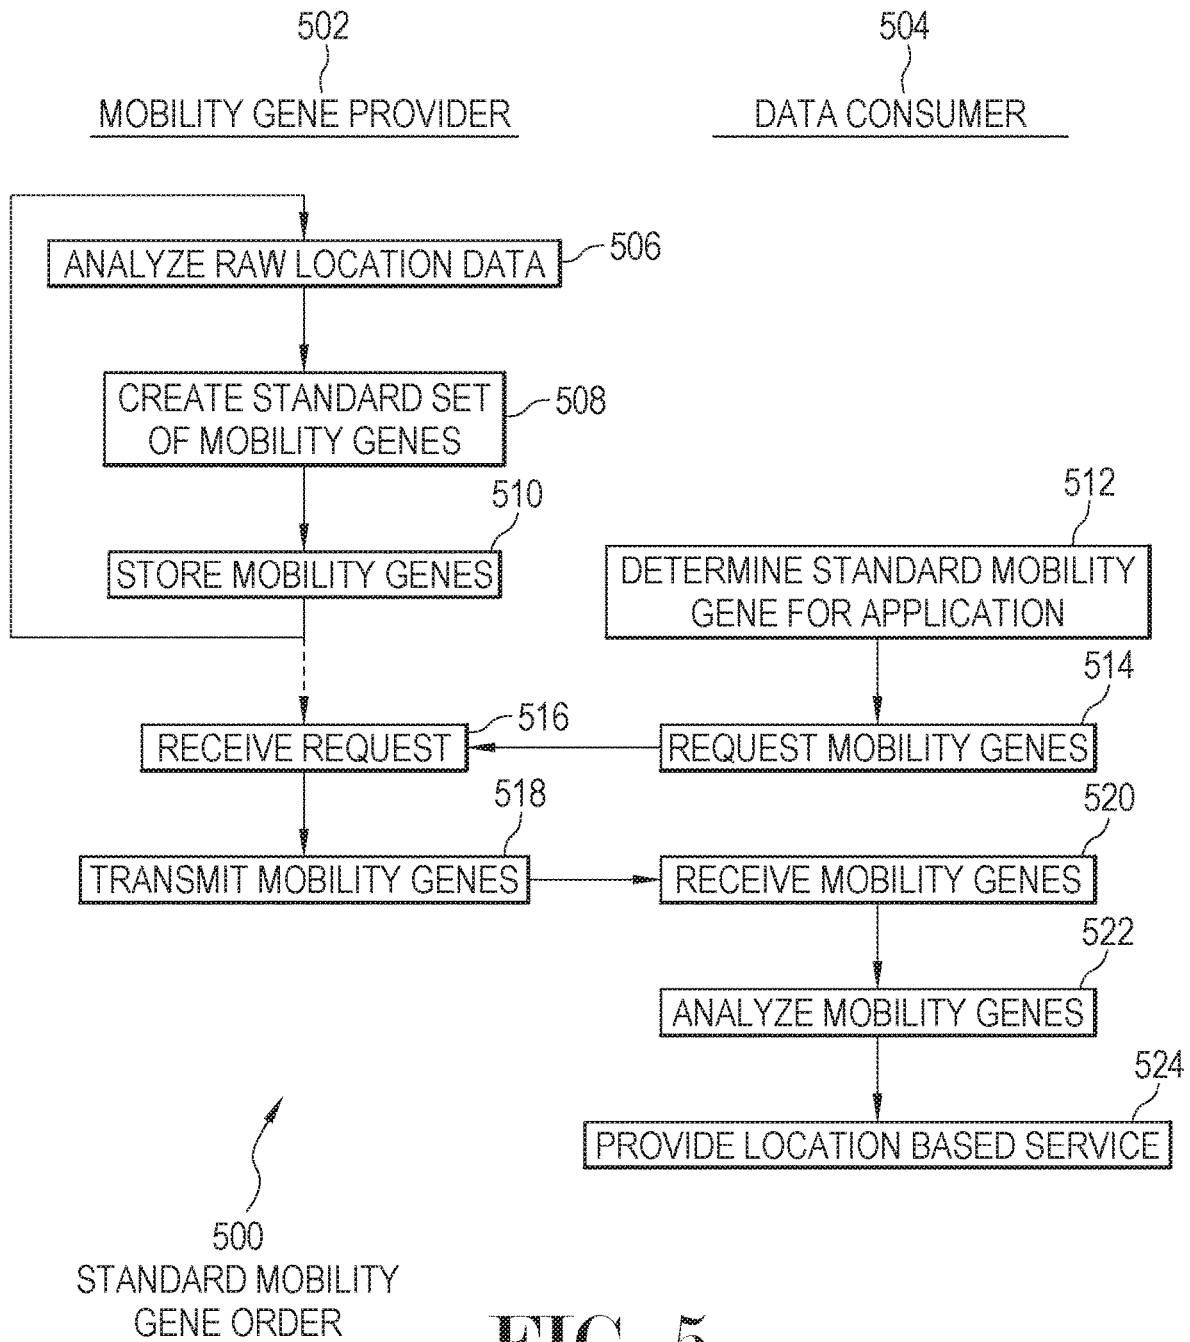 502
504
MOBILITY GENE PROVIDER
DATA CONSUMER
ANALYZE RAW LOCATION DATA
506
CREATE STANDARD SET
OF MOBILITY GENES
508
510
STORE MOBILITY GENES
512
DETERMINE STANDARD MOBILITY
GENE FOR APPLICATION
514
516
RECEIVE REQUEST
REQUEST MOBILITY GENES
518
520
TRANSMIT MOBILITY GENES
RECEIVE MOBILITY GENES
522
ANALYZE MOBILITY GENES
524
PROVIDE LOCATION BASED SERVICE
500
STANDARD MOBILITY
GENE ORDER
FIG. 5